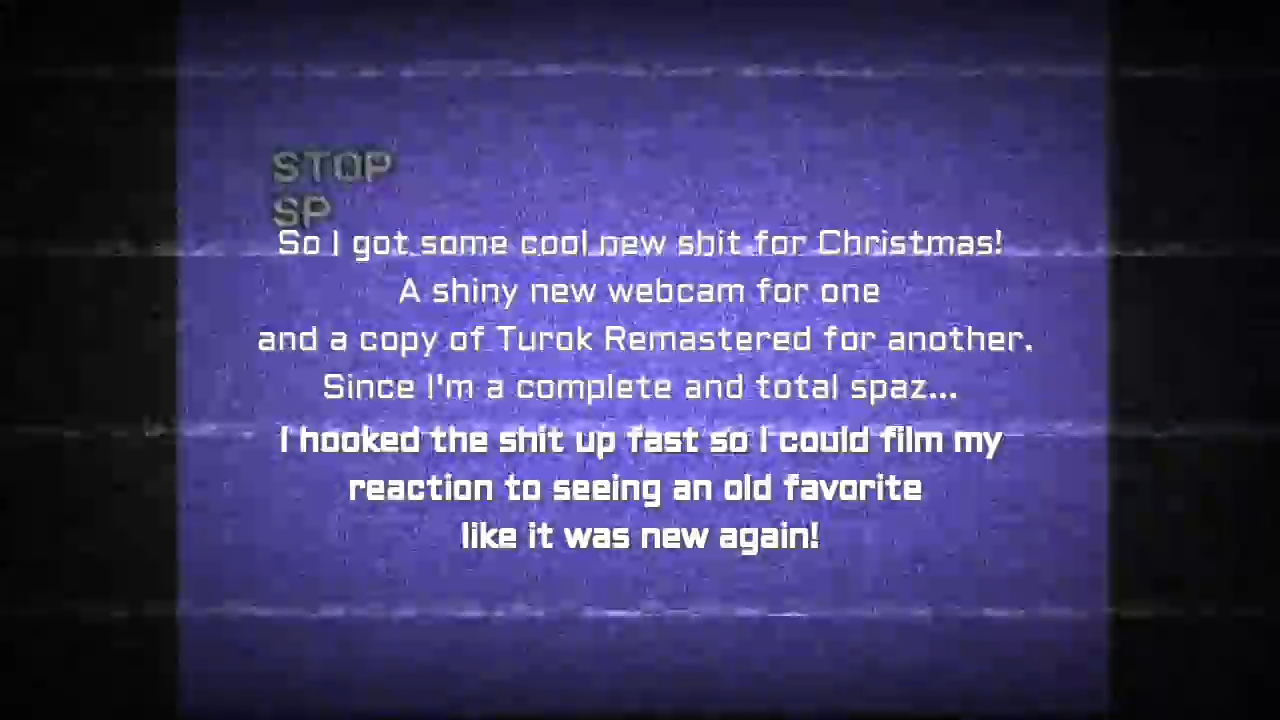 STOP
SP
So I got some cool new shit for Christmas!
A shiny new webcam for one
and a copy of Turok Remastered for another.
Since I'm a complete and total spaz...
I hooked the shit up fast so I could film my
reaction to seeing an old favorite
like it was new again!